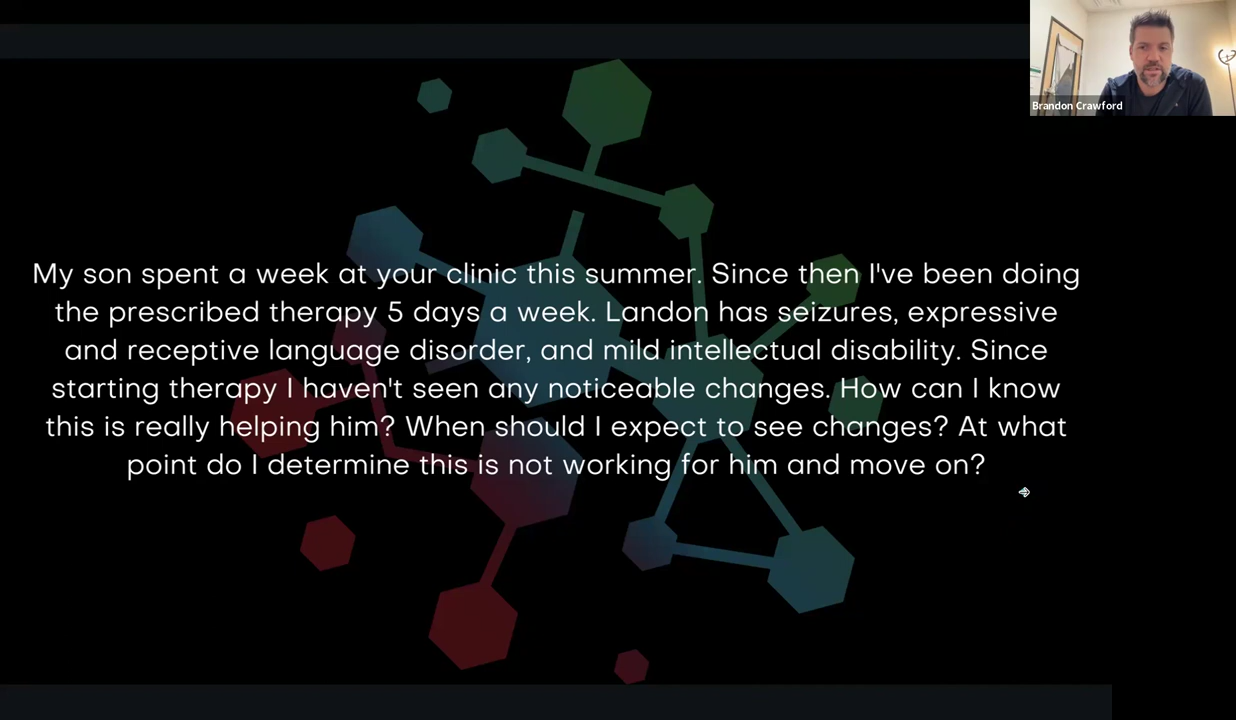 Brandon Crawford
My son spent a week at your clinic this summer. Since then I've been doing
the prescribed therapy 5 days a week. Landon has seizures, expressive
and receptive language disorder, and mild intellectual disability. Since
starting therapy I haven't seen any noticeable changes. How can I know
this is really helping him? When should I expect to see changes? At what
point do I determine this is not working for him and move on?